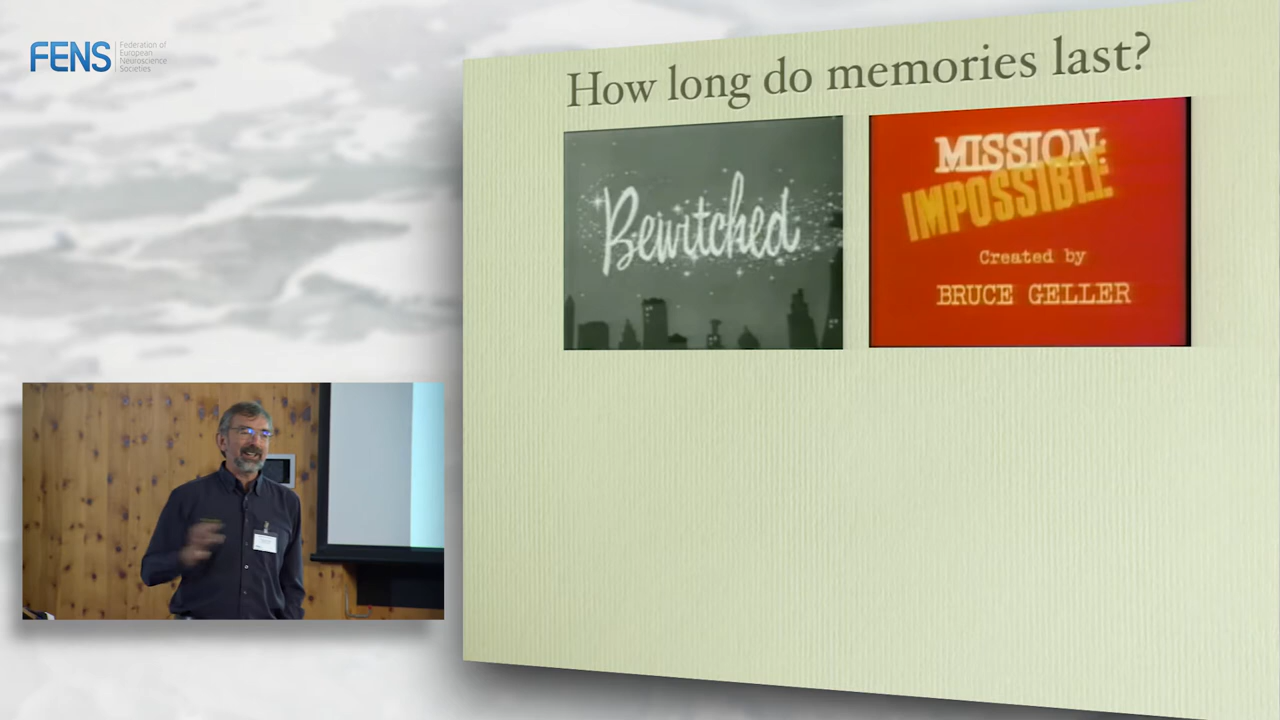 FENS
Federation of
European
Neuroscience
Societies
How long do memories last?
Bewitched
MISSION:
IMPOSSIBLE
Created by
BRUCE GELLER